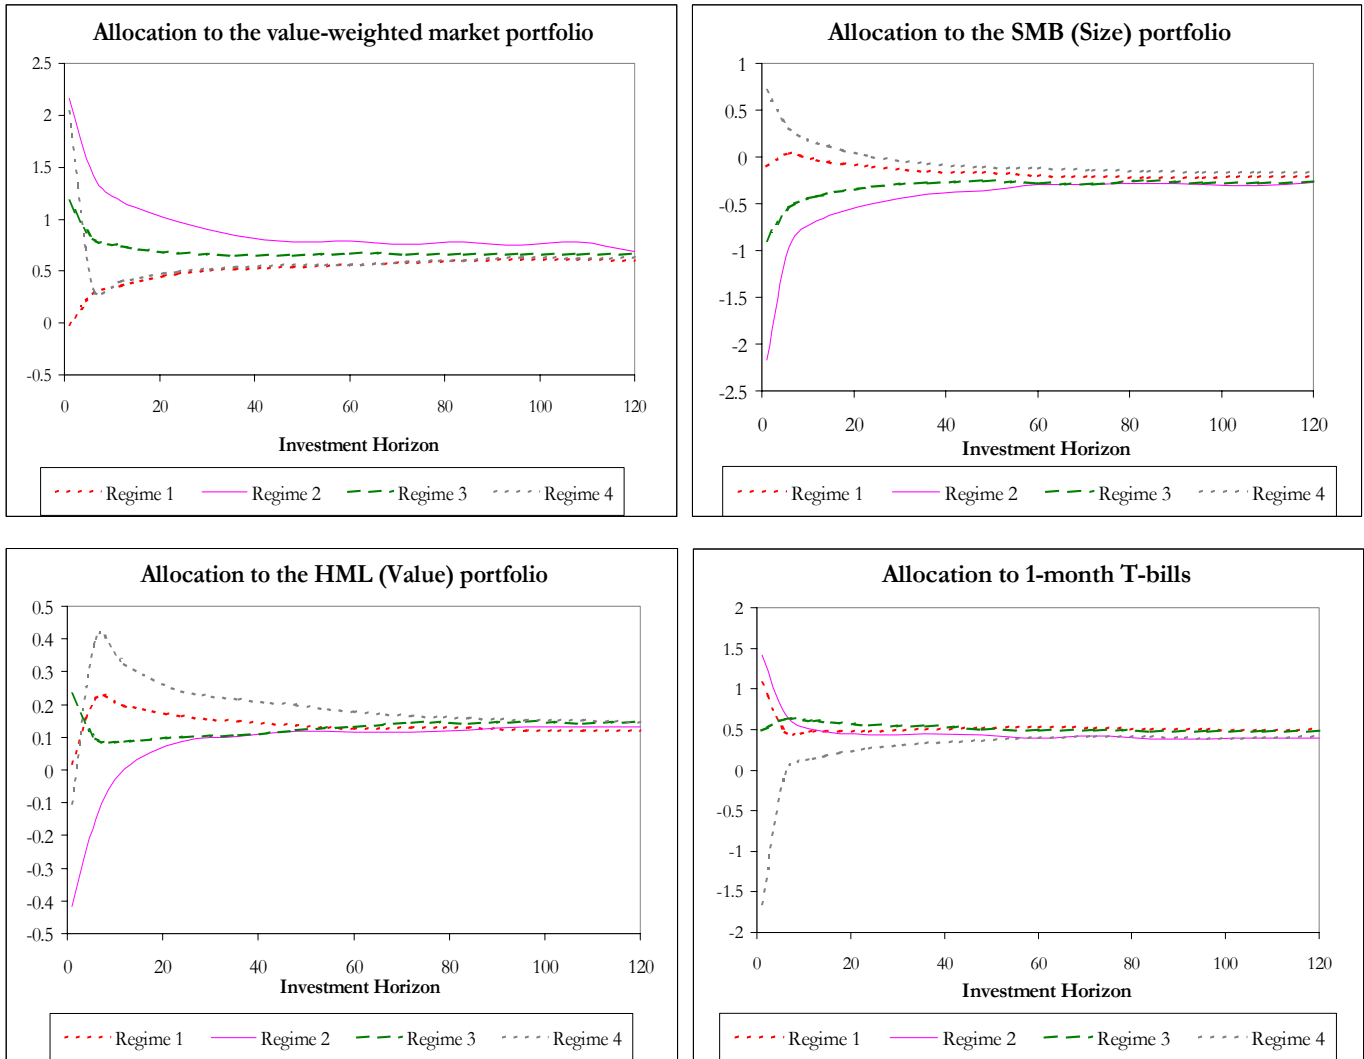 Allocation to the value-weighted market portfolio
2.5
2
1.5
1
0.5
0
-0.5
0 20 40 60 80 100 120
Investment Horizon
Regime 1 Regime 2 Regime 3 Regime 4
Allocation to the SMB (Size) portfolio
1
0.5
0
-0.5
-1
-1.5
-2
-2.5
0 20 40 60 80 100 120
Investment Horizon
Regime 1 Regime 2 Regime 3 Regime 4
Allocation to the HML (Value) portfolio
0.5
0.4
0.3
0.2
0.1
0
-0.1
-0.2
-0.3
-0.4
-0.5
0 20 40 60 80 100 120
Investment Horizon
Regime 1 Regime 2 Regime 3 Regime 4
Allocation to 1-month T-bills
2
1.5
1
0.5
0
-0.5
-1
-1.5
-2
0 20 40 60 80 100 120
Investment Horizon
Regime 1 Regime 2 Regime 3 Regime 4